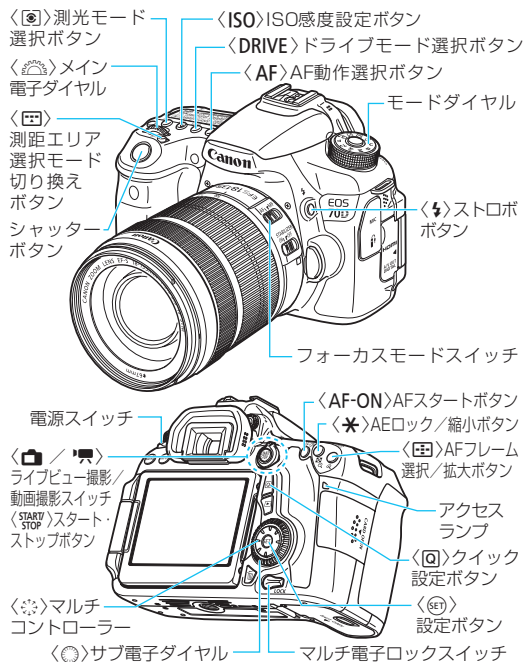 〈ISO〉ISO感度設定ボタン
〈DRIVE〉ドライブモード選択ボタン
〈AF〉AF動作選択ボタン
モードダイヤル
〈〉測光モード
選択ボタン
〈〉メイン
電子ダイヤル
〈〉
測距エリア
選択モード
切り換え
ボタン
シャッター
ボタン
Canon
EOS
70D
〈〉ストロボ
ボタン
MIC
HDMI
STABILIZER
CANON ZOOM LENS EF-S
Canon
67mm
フォーカスモードスイッチ
〈AF-ON〉AFスタートボタン
〈〉AEロック／縮小ボタン
〈〉AFフレーム
選択／拡大ボタン
アクセス
ランプ
〈Q〉クイック
設定ボタン
〈SET〉
設定ボタン
マルチ電子ロックスイッチ
電源スイッチ
〈／〉
ライブビュー撮影／
動画撮影スイッチ
〈START/STOP〉スタート・
ストップボタン
〈〉マルチ
コントローラー
〈〉サブ電子ダイヤル
Q
SET
LOCK